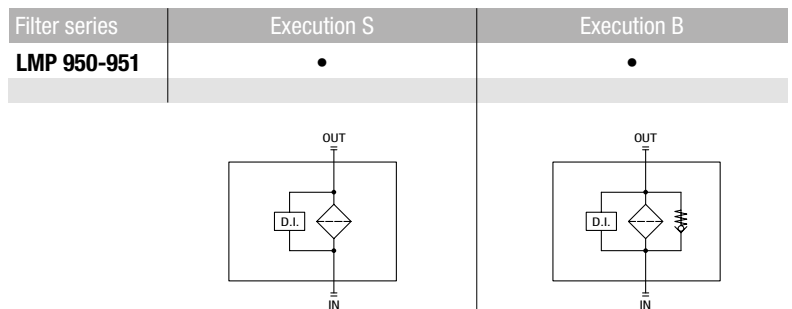 Filter series Execution S Execution B
LMP 950-951 • •
OUT OUT
D.I. D.I.
IN IN